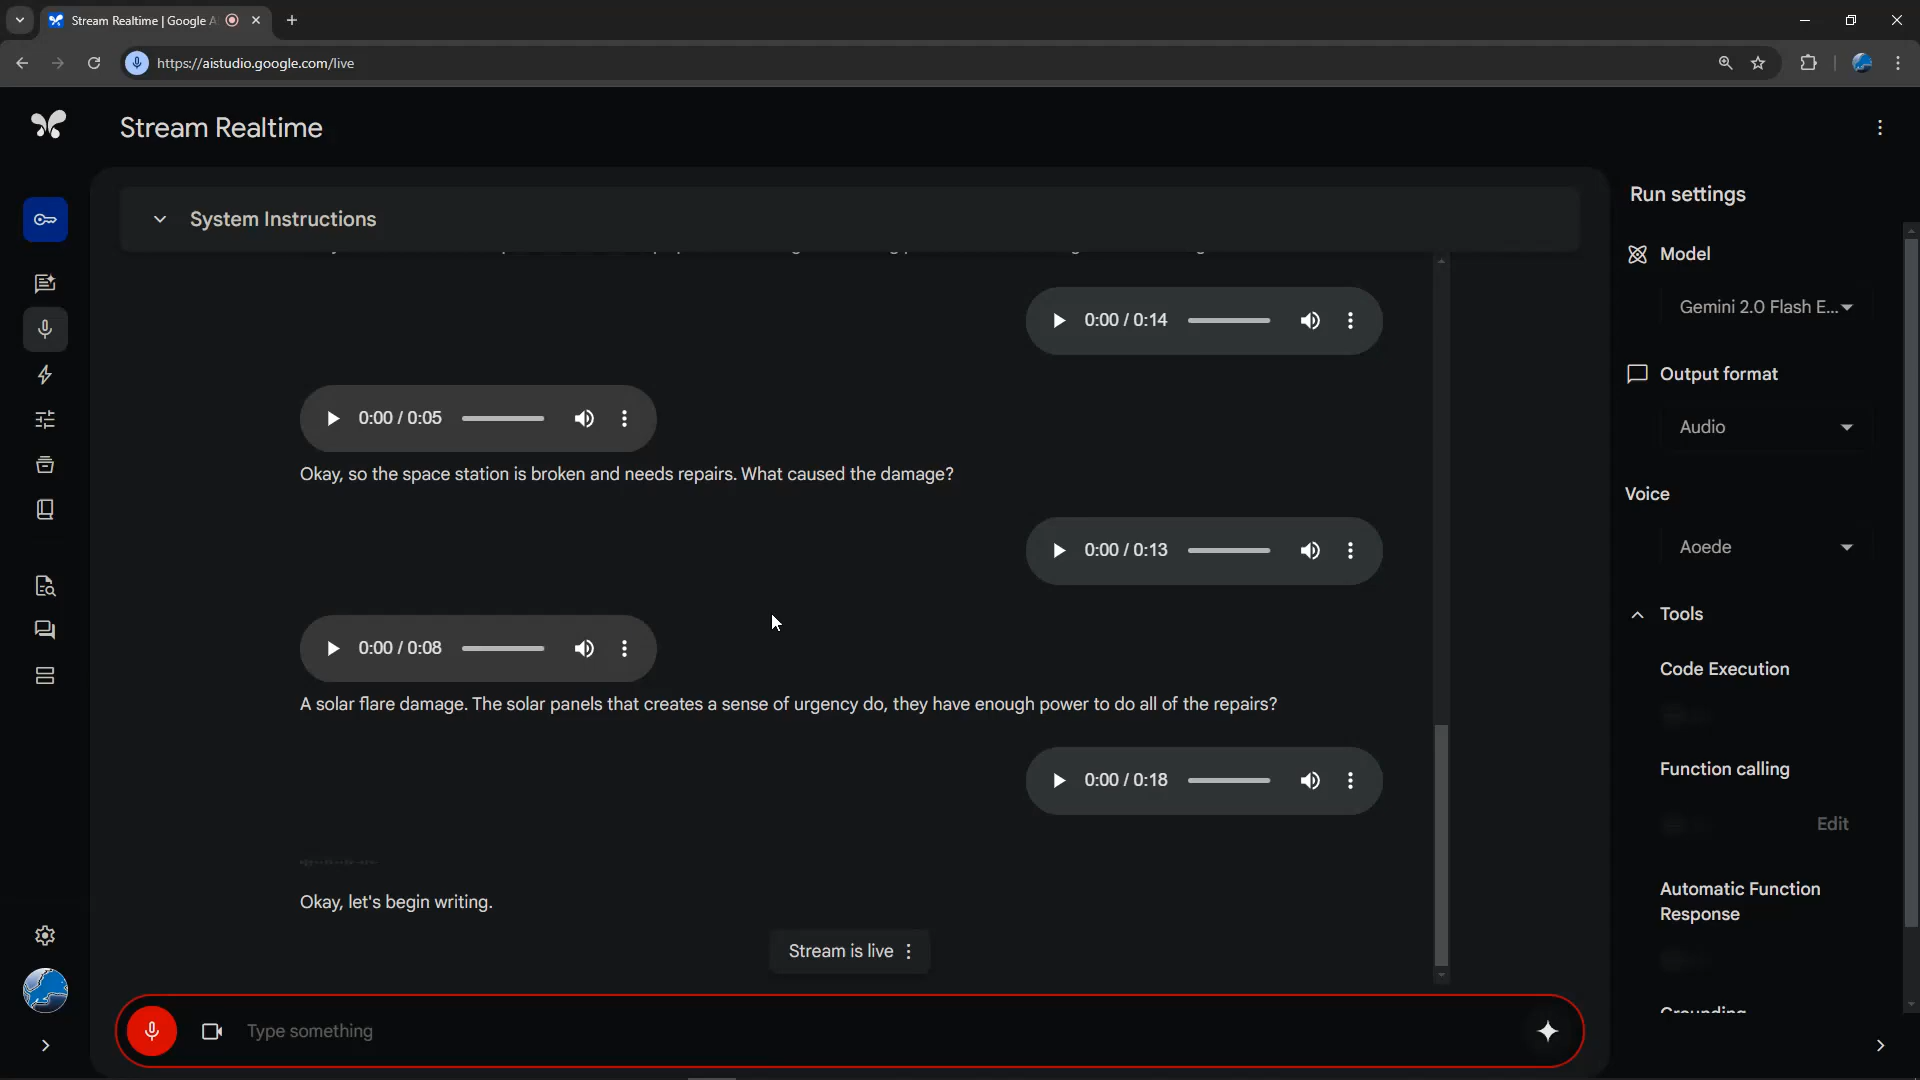 Stream Realtime | Google A
https://aistudio.google.com/live
Stream Realtime
System Instructions
0:00 / 0:14
0:00 / 0:05
Okay, so the space station is broken and needs repairs. What caused the damage?
0:00 / 0:13
0:00 / 0:08
A solar flare damage. The solar panels that creates a sense of urgency do, they have enough power to do all of the repairs?
0:00 / 0:18
Okay, let's begin writing.
Stream is live
Type something
Run settings
Model
Gemini 2.0 Flash E...
Output format
Audio
Voice
Aoede
Tools
Code Execution
Function calling
Edit
Automatic Function
Response
Grounding